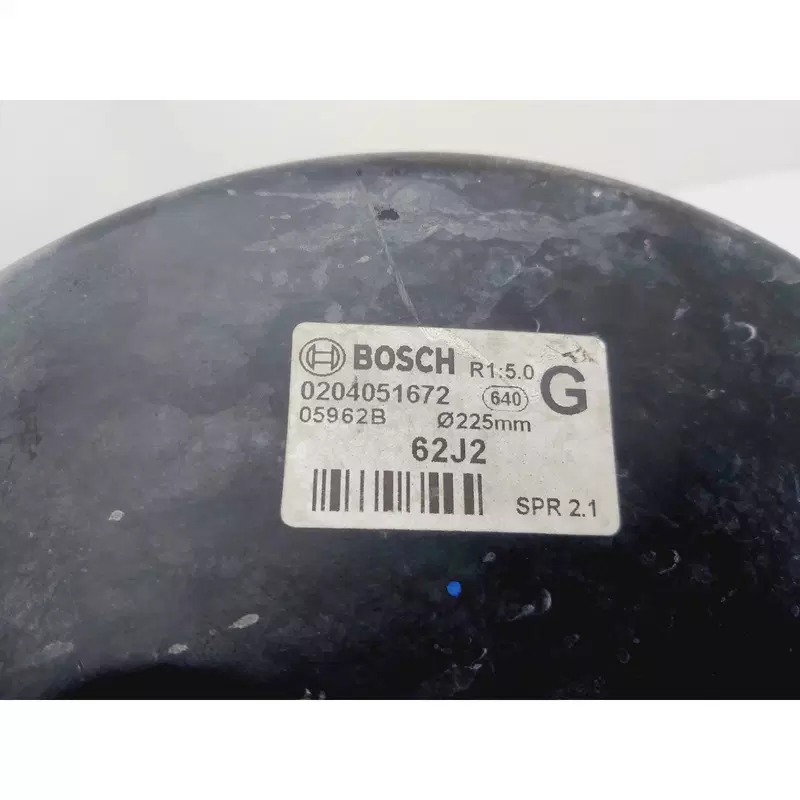 BOSCH R1:5.0 G
0204051672 640
05962B Ø225mm
62J2
SPR 2.1